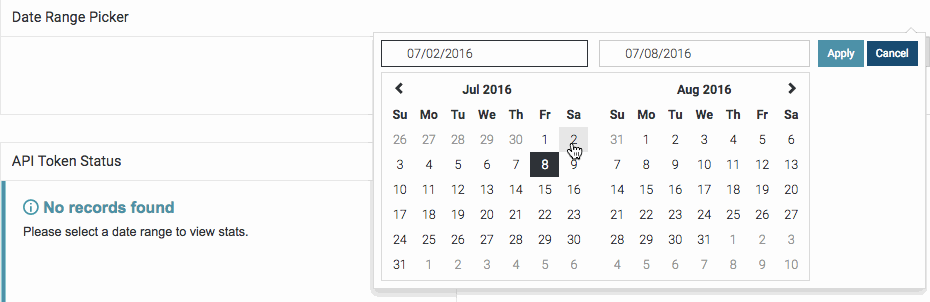 Date Range Picker
07/02/2016 07/08/2016 Apply Cancel
Jul 2016 Aug 2016
Su Mo Tu We Th Fr Sa Su Mo Tu We Th Fr Sa
26 27 28 29 30 1 2 31 1 2 3 4 5 6
3 4 5 6 7 8 9 7 8 9 10 11 12 13
10 11 12 13 14 15 16 14 15 16 17 18 19 20
17 18 19 20 21 22 23 21 22 23 24 25 26 27
24 25 26 27 28 29 30 28 29 30 31 1 2 3
31 1 2 3 4 5 6 4 5 6 7 8 9 10
API Token Status
No records found
Please select a date range to view stats.